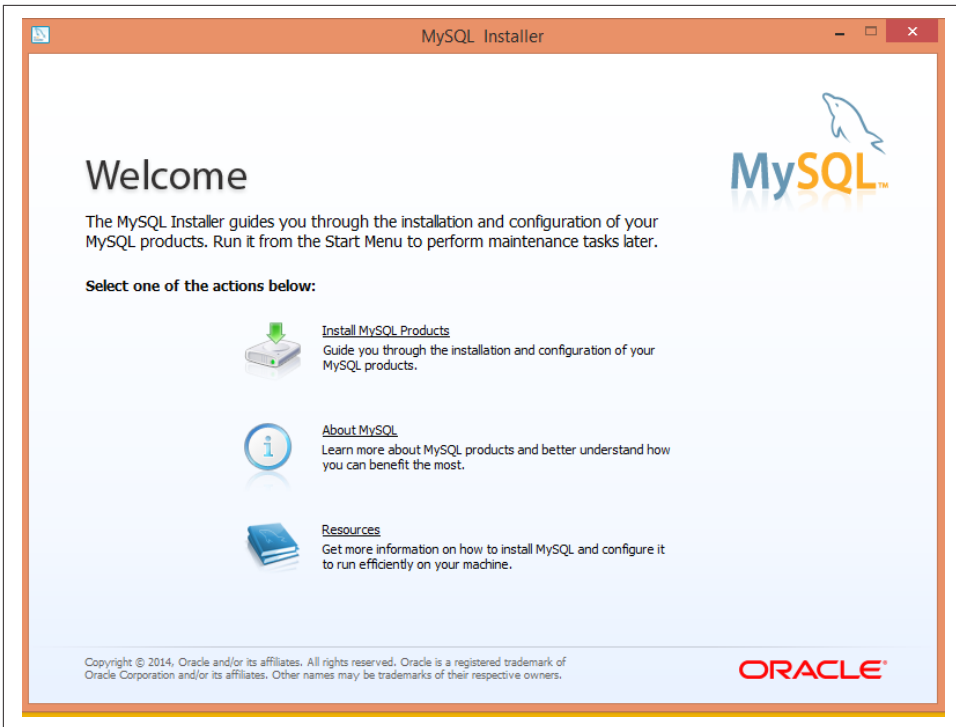 MySQL Installer
MySQL™
Welcome
The MySQL Installer guides you through the installation and configuration of your
MySQL products. Run it from the Start Menu to perform maintenance tasks later.
Select one of the actions below:
Install MySQL Products
Guide you through the installation and configuration of your
MySQL products.
About MySQL
Learn more about MySQL products and better understand how
you can benefit the most.
Resources
Get more information on how to install MySQL and configure it
to run efficiently on your machine.
Copyright © 2014, Oracle and/or its affiliates. All rights reserved. Oracle is a registered trademark of
Oracle Corporation and/or its affiliates. Other names may be trademarks of their respective owners.
ORACLE®